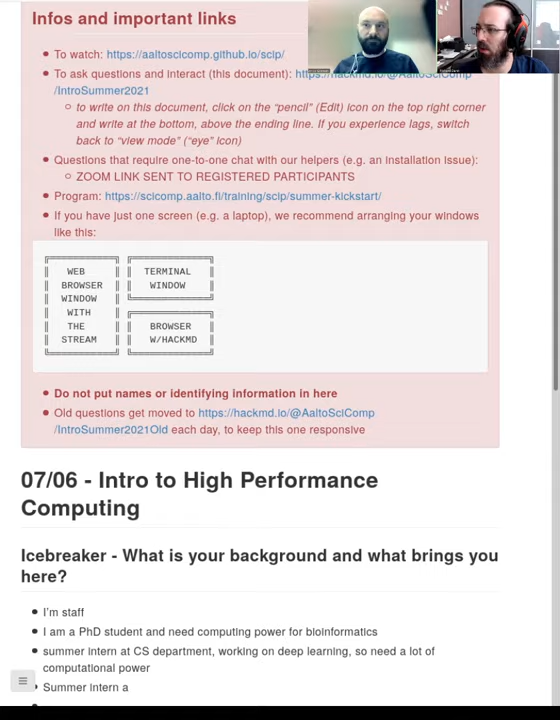 Infos and important links
To watch: https://aaltoscicomp.github.io/scip/
To ask questions and interact (this document): https://hackmd.io/@AaltoSciComp
/IntroSummer2021
to write on this document, click on the “pencil” (Edit) icon on the top right corner
and write at the bottom, above the ending line. If you experience lags, switch
back to “view mode” (“eye” icon)
Questions that require one-to-one chat with our helpers (e.g. an installation issue):
ZOOM LINK SENT TO REGISTERED PARTICIPANTS
Program: https://scicomp.aalto.fi/training/scip/summer-kickstart/
If you have just one screen (e.g. a laptop), we recommend arranging your windows
like this:
WEB TERMINAL
BROWSER WINDOW
WINDOW
WITH
THE BROWSER
STREAM W/HACKMD
Do not put names or identifying information in here
Old questions get moved to https://hackmd.io/@AaltoSciComp
/IntroSummer2021Old each day, to keep this one responsive
07/06 - Intro to High Performance
Computing
Icebreaker - What is your background and what brings you
here?
I’m staff
I am a PhD student and need computing power for bioinformatics
summer intern at CS department, working on deep learning, so need a lot of
computational power
Summer intern a